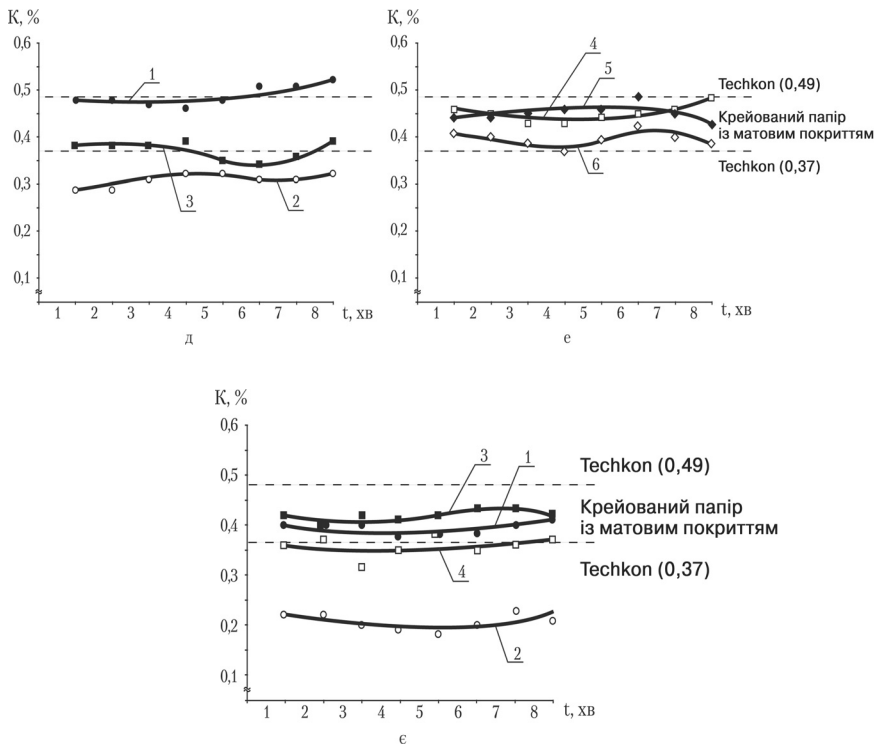 К, %
0,6
0,5
0,4
0,3
0,2
0,1
1
3
2
1 2 3 4 5 6 7 8 t, хв
д
К, %
0,6
0,5
0,4
0,3
0,2
0,1
4
5
6
Techkon (0,49)
Крейований папір
із матовим покриттям
Techkon (0,37)
1 2 3 4 5 6 7 8 t, хв
е
К, %
0,6
0,5
0,4
0,3
0,2
0,1
3
1
4
2
Techkon (0,49)
Крейований папір
із матовим покриттям
Techkon (0,37)
1 2 3 4 5 6 7 8 t, хв
є